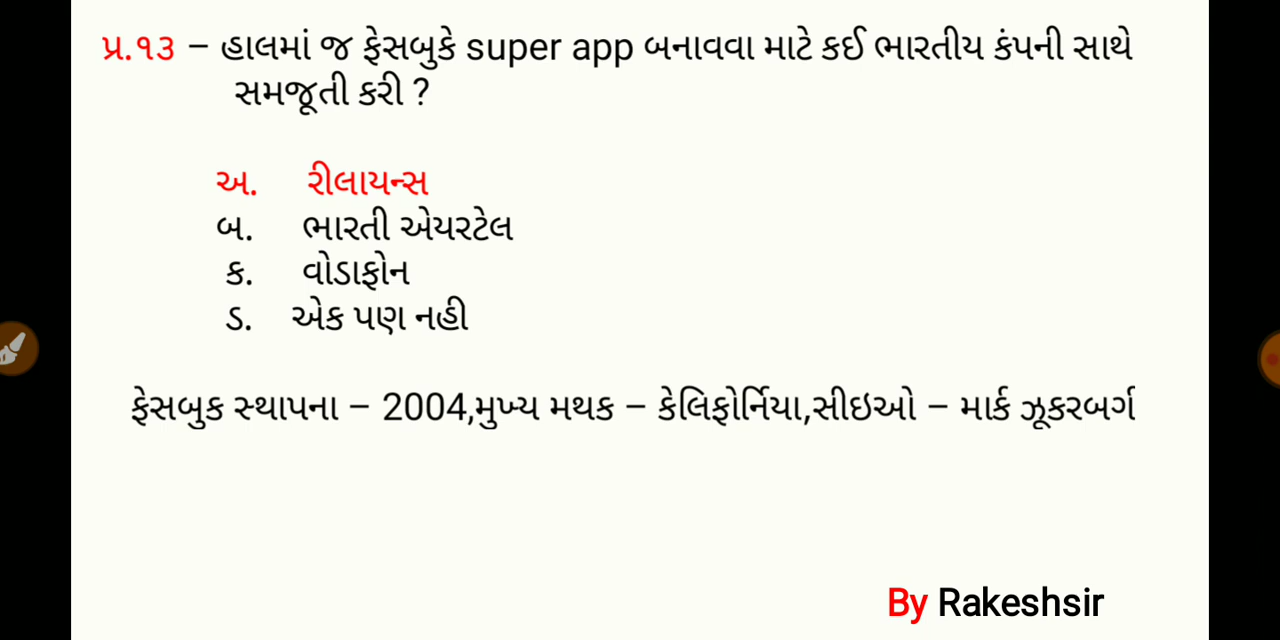 પ્ર.૧૩ – હાલમાં જ ફેસબુકે super app બનાવવા માટે કઈ ભારતીય કંપની સાથે
સમજૂતી કરી ?
અ. રીલાયન્સ
બ. ભારતી એયરટેલ
ક. વોડાફોન
ડ. એક પણ નહી
ફેસબુક સ્થાપના – 2004,મુખ્ય મથક – કેલિફોર્નિયા,સીઇઓ – માર્ક ઝૂકરબર્ગ
By Rakeshsir